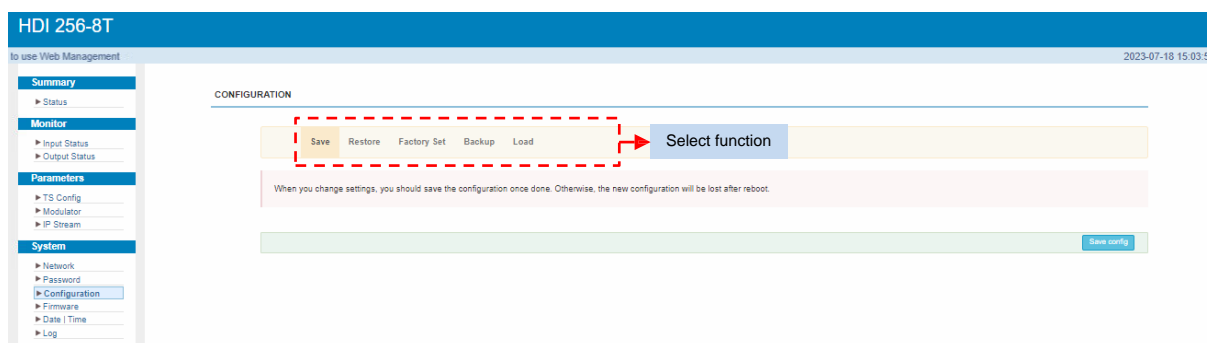 HDI 256-8T
to use Web Management
2023-07-18 15:03:5
Summary
Status
Monitor
Input Status
Output Status
Parameters
TS Config
Modulator
IP Stream
System
Network
Password
Configuration
Firmware
Date | Time
Log
CONFIGURATION
Save Restore Factory Set Backup Load
Select function
When you change settings, you should save the configuration once done. Otherwise, the new configuration will be lost after reboot.
Save config